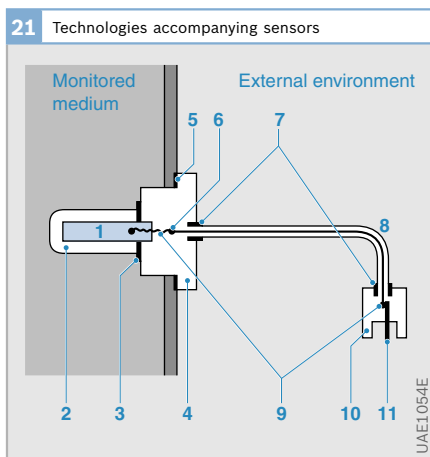 21 Technologies accompanying sensors
Monitored
medium
External environment
5 6 7
1
8
2 3 4 9 10 11
UAE1054E